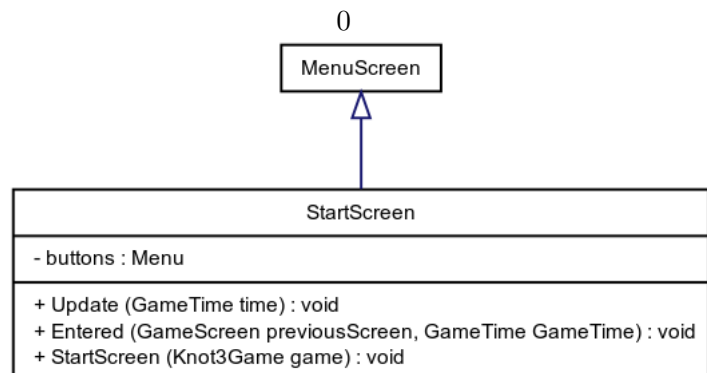 0
MenuScreen
StartScreen
- buttons : Menu
+ Update (GameTime time) : void
+ Entered (GameScreen previousScreen, GameTime GameTime) : void
+ StartScreen (Knot3Game game) : void